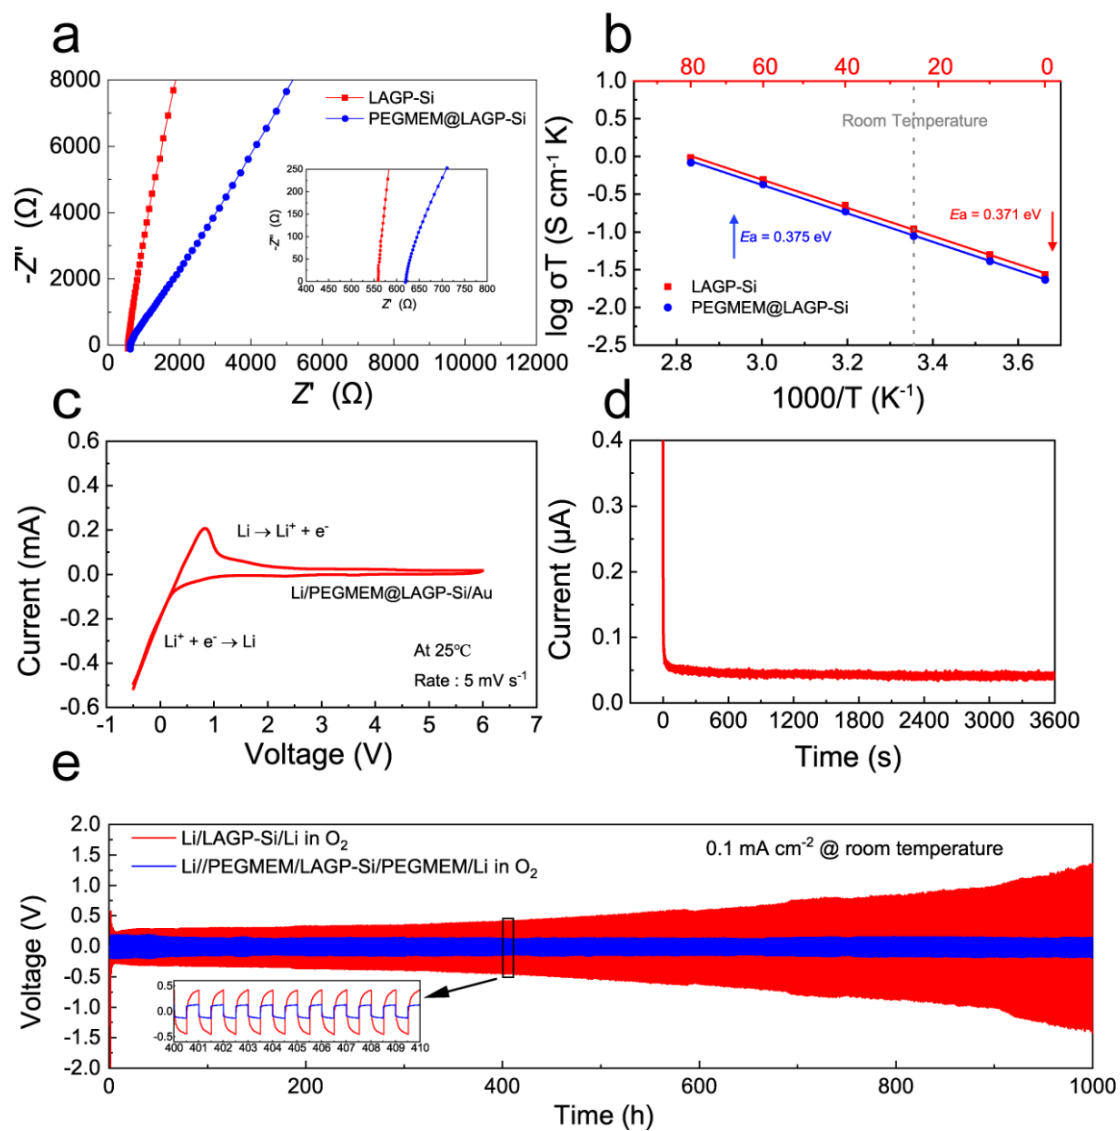 a
8000
6000
4000
2000
0
-Z" (Ω)
LAGP-Si
PEGMEM@LAGP-Si
250
200
150
100
50
0
-Z" (Ω)
400 450 500 550 600 650 700 750 800
Z' (Ω)
0 2000 4000 6000 8000 10000 12000
Z' (Ω)
b
80 60 40 20 0
1.0
0.5
0.0
-0.5
-1.0
-1.5
-2.0
-2.5
log σT (S cm⁻¹ K)
Room Temperature
Ea = 0.375 eV
Ea = 0.371 eV
LAGP-Si
PEGMEM@LAGP-Si
2.8 3.0 3.2 3.4 3.6
1000/T (K⁻¹)
c
0.6
0.4
0.2
0.0
-0.2
-0.4
-0.6
Current (mA)
Li → Li⁺ + e⁻
Li/PEGMEM@LAGP-Si/Au
Li⁺ + e⁻ → Li
At 25℃
Rate : 5 mV s⁻¹
-1 0 1 2 3 4 5 6 7
Voltage (V)
d
0.4
0.3
0.2
0.1
0.0
Current (µA)
0 600 1200 1800 2400 3000 3600
Time (s)
e
2.0
1.5
1.0
0.5
0.0
-0.5
-1.0
-1.5
-2.0
Voltage (V)
Li/LAGP-Si/Li in O₂
Li//PEGMEM/LAGP-Si/PEGMEM/Li in O₂
0.1 mA cm⁻² @ room temperature
0.5
0.0
-0.5
400 401 402 403 404 405 406 407 408 409 410
0 200 400 600 800 1000
Time (h)